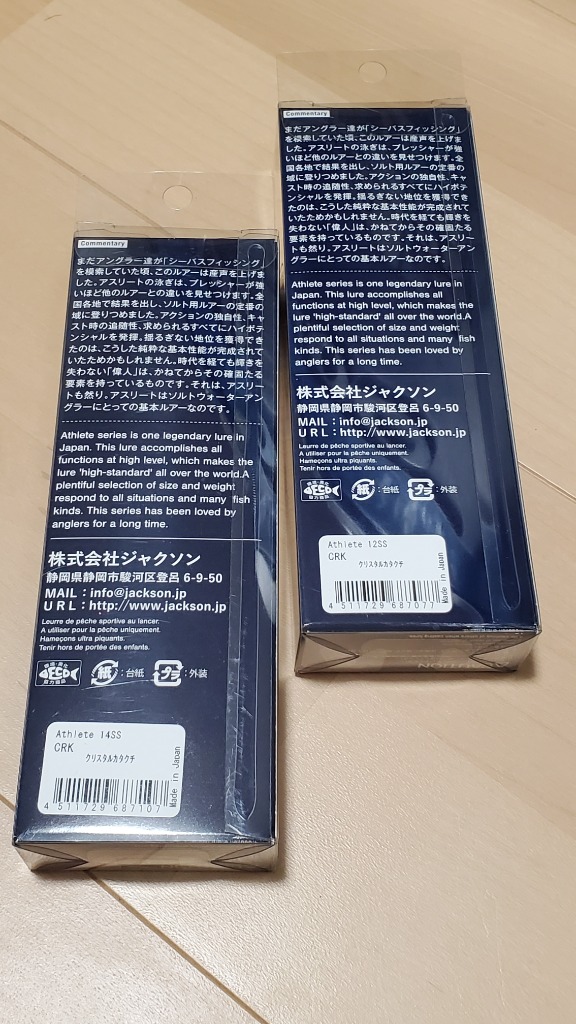 Commentary
まだアングラー達が「シーバスフィッシング」
を模索していた頃、このルアーは産声を上げま
した。アスリートの泳ぎは、プレッシャーが強
いほど他のルアーとの違いを見せつけます。全
国各地で結果を出し、ソルト用ルアーの定番の
域に登りつめました。アクションの独自性、キャ
スト時の追随性、求められるすべてにハイポテ
ンシャルを発揮。揺るぎない地位を獲得できた
のは、こうした純粋な基本性能が完成されて
いたためかもしれません。時代を経ても輝きを
失わない「偉人」は、かねてからその確固たる
要素を持っているものです。それは、アスリート
も然り。アスリートはソルトウォーターアン
グラーにとっての基本ルアーなのです。
Athlete series is one legendary lure in
Japan. This lure accomplishes all
functions at high level, which makes the
lure 'high-standard' all over the world.A
plentiful selection of size and weight
respond to all situations and many fish
kinds. This series has been loved by
anglers for a long time.
株式会社ジャクソン
静岡県静岡市駿河区登呂 6-9-50
MAIL : info@jackson.jp
URL : http://www.jackson.jp
Leurre de pêche sportive au lancer.
A utiliser pour la pêche uniquement.
Hameçons ultra piquants.
Tenir hors de portée des enfants.
ECO
紙 : 台紙
プラ : 外装
Athlete 12SS
CRK
クリスタルカタクチ
Made in Japan
4 511729 687077
Commentary
まだアングラー達が「シーバスフィッシング」
を模索していた頃、このルアーは産声を上げま
した。アスリートの泳ぎは、プレッシャーが強
いほど他のルアーとの違いを見せつけます。全
国各地で結果を出し、ソルト用ルアーの定番の
域に登りつめました。アクションの独自性、キャ
スト時の追随性、求められるすべてにハイポテ
ンシャルを発揮。揺るぎない地位を獲得できた
のは、こうした純粋な基本性能が完成されて
いたためかもしれません。時代を経ても輝きを
失わない「偉人」は、かねてからその確固たる
要素を持っているものです。それは、アスリート
も然り。アスリートはソルトウォーターアン
グラーにとっての基本ルアーなのです。
Athlete series is one legendary lure in
Japan. This lure accomplishes all
functions at high level, which makes the
lure 'high-standard' all over the world.A
plentiful selection of size and weight
respond to all situations and many fish
kinds. This series has been loved by
anglers for a long time.
株式会社ジャクソン
静岡県静岡市駿河区登呂 6-9-50
MAIL : info@jackson.jp
URL : http://www.jackson.jp
Leurre de pêche sportive au lancer.
A utiliser pour la pêche uniquement.
Hameçons ultra piquants.
Tenir hors de portée des enfants.
ECO
紙 : 台紙
プラ : 外装
Athlete 14SS
CRK
クリスタルカタクチ
Made in Japan
4 511729 687107